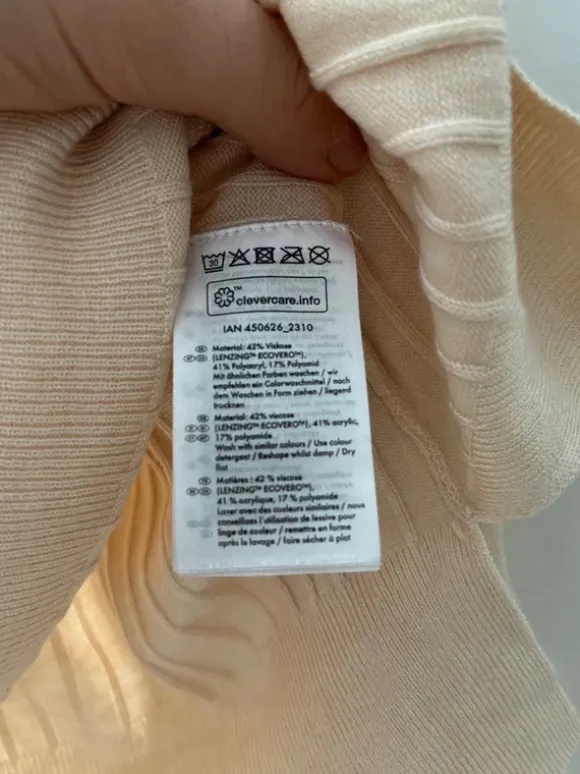 30
™
clevercare.info
IAN 450626_2310
Material: 42% Viskose
(LENZING™ ECOVERO™),
41% Polyacryl, 17% Polyamid
Mit ähnlichen Farben waschen / wir
empfehlen ein Colorwaschmittel / nach
dem Waschen in Form ziehen / liegend
trocknen
Material: 42% viscose
(LENZING™ ECOVERO™), 41% acrylic,
17% polyamide
Wash with similar colours / Use colour
detergent / Reshape whilst damp / Dry
flat
Matières : 42 % viscose
(LENZING™ ECOVERO™),
41 % acrylique, 17 % polyamide
Laver avec des couleurs similaires / nous
conseillons l'utilisation de lessive pour
linge de couleur / remettre en forme
après le lavage / faire sécher à plat